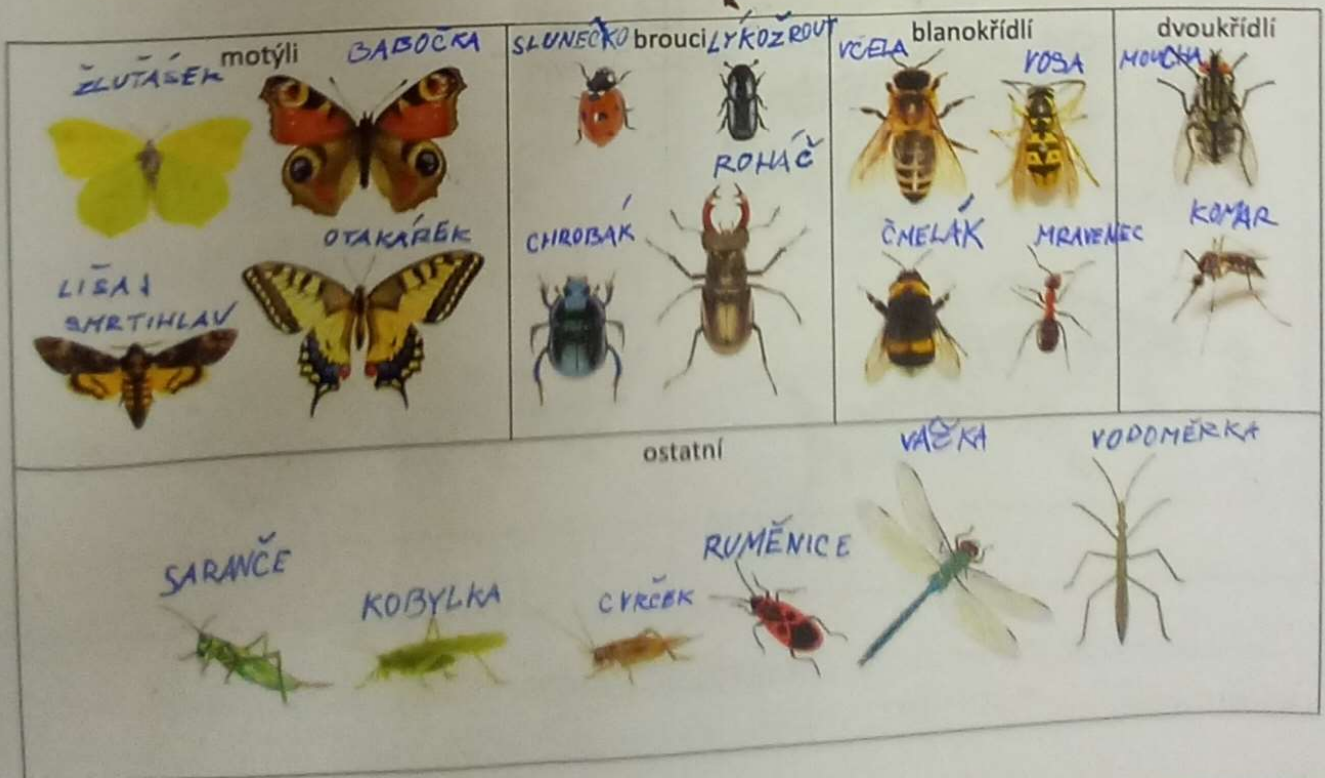 motýli
ŽLUŤÁSEK
BABOČKA
OTAKÁREK
LIŠAJ
SMRTIHLAV
brouci
SLUNEČKO
LÝKOŽROUT
ROHÁČ
CHROBÁK
blanokřídlí
VČELA
VOSA
ČMELÁK
MRAVENEC
dvoukřídlí
MOUCHA
KOMAR
ostatní
SARANČE
KOBYLKA
CVRČEK
RUMĚNICE
VÁŽKA
VODOMĚRKA